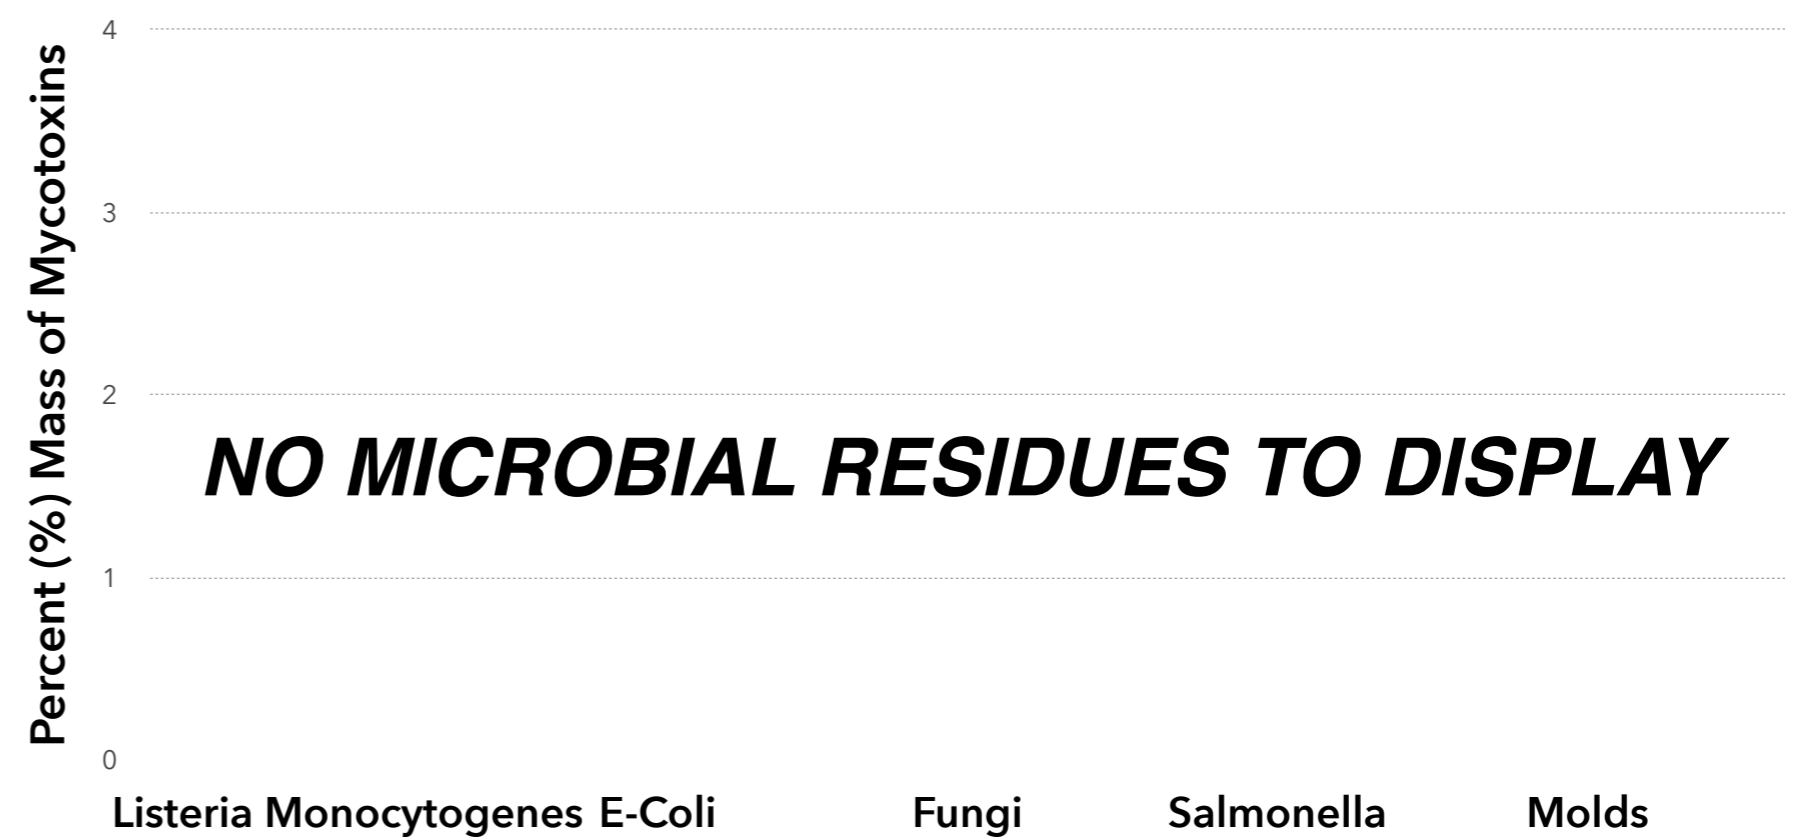 Percent (%) Mass of Mycotoxins
4
3
2
NO MICROBIAL RESIDUES TO DISPLAY
1
0
Listeria Monocytogenes E-Coli Fungi Salmonella Molds